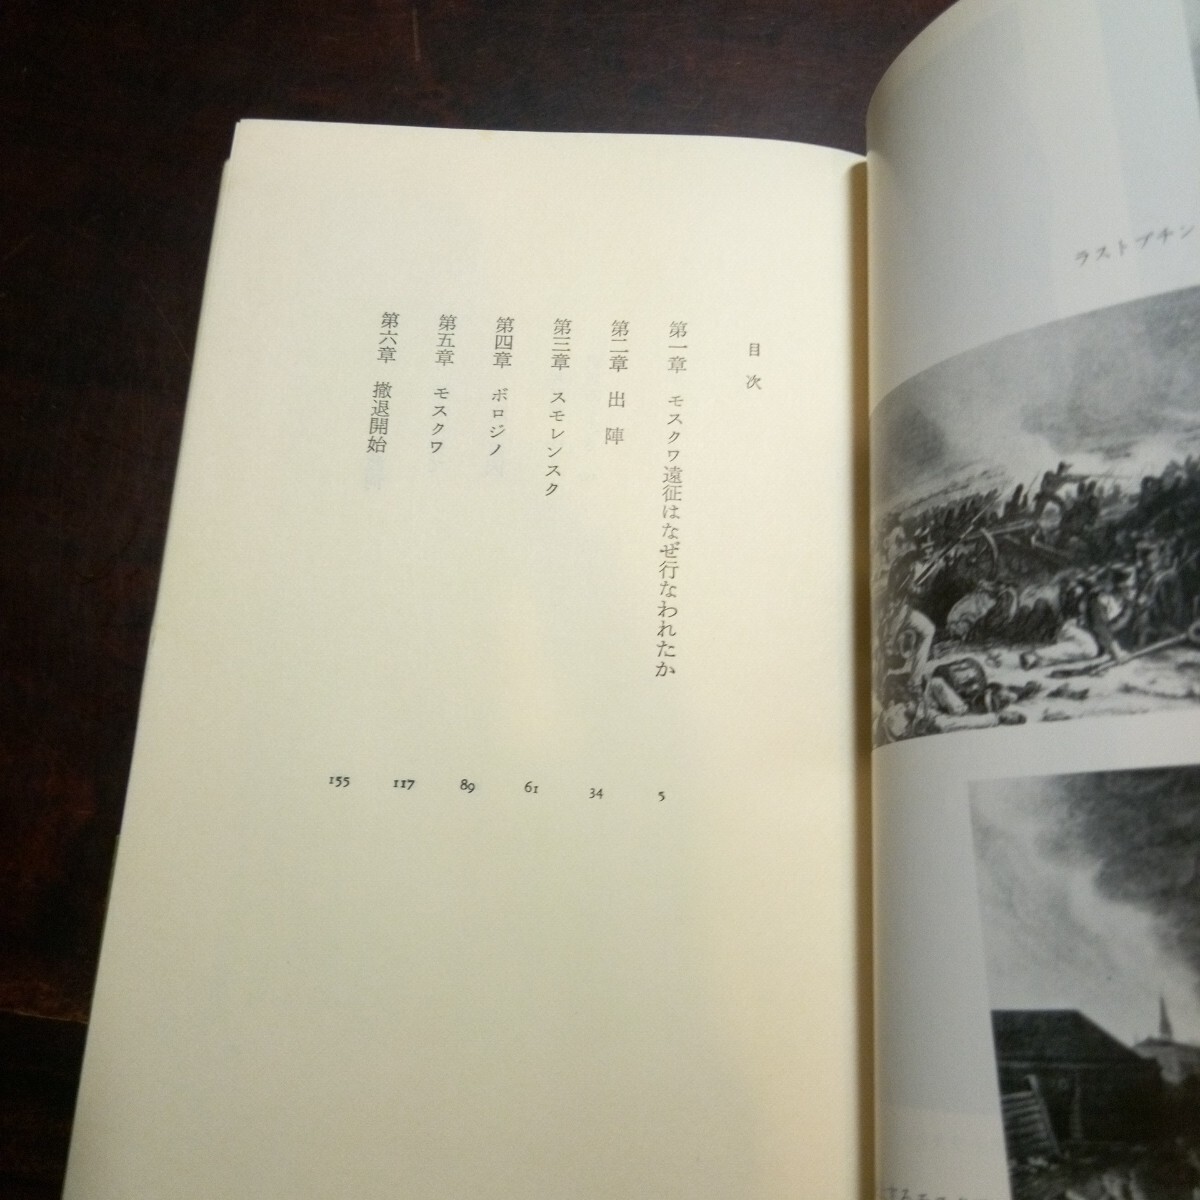 ラストプチン
目次
第一章 モスクワ遠征はなぜ行なわれたか 5
第二章 出陣 34
第三章 スモレンスク 61
第四章 ボロジノ 89
第五章 モスクワ 117
第六章 撤退開始 155